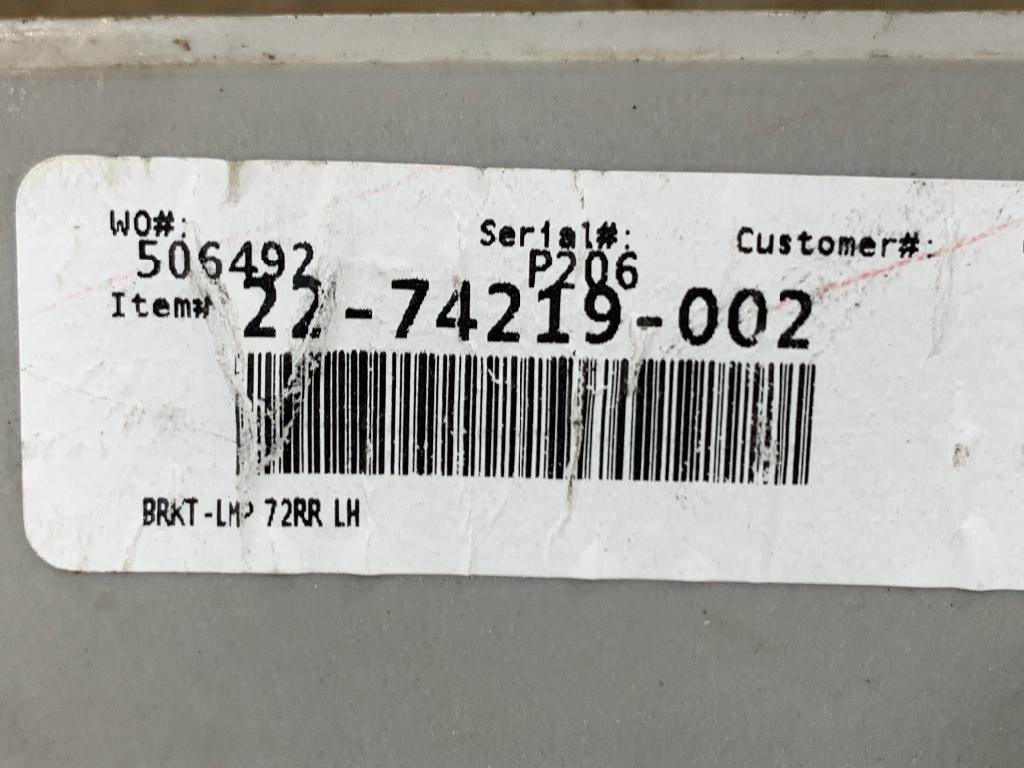 WO#: Serial#: Customer#:
506492 P206
Item# 22-74219-002
BRKT-LMP 72RR LH